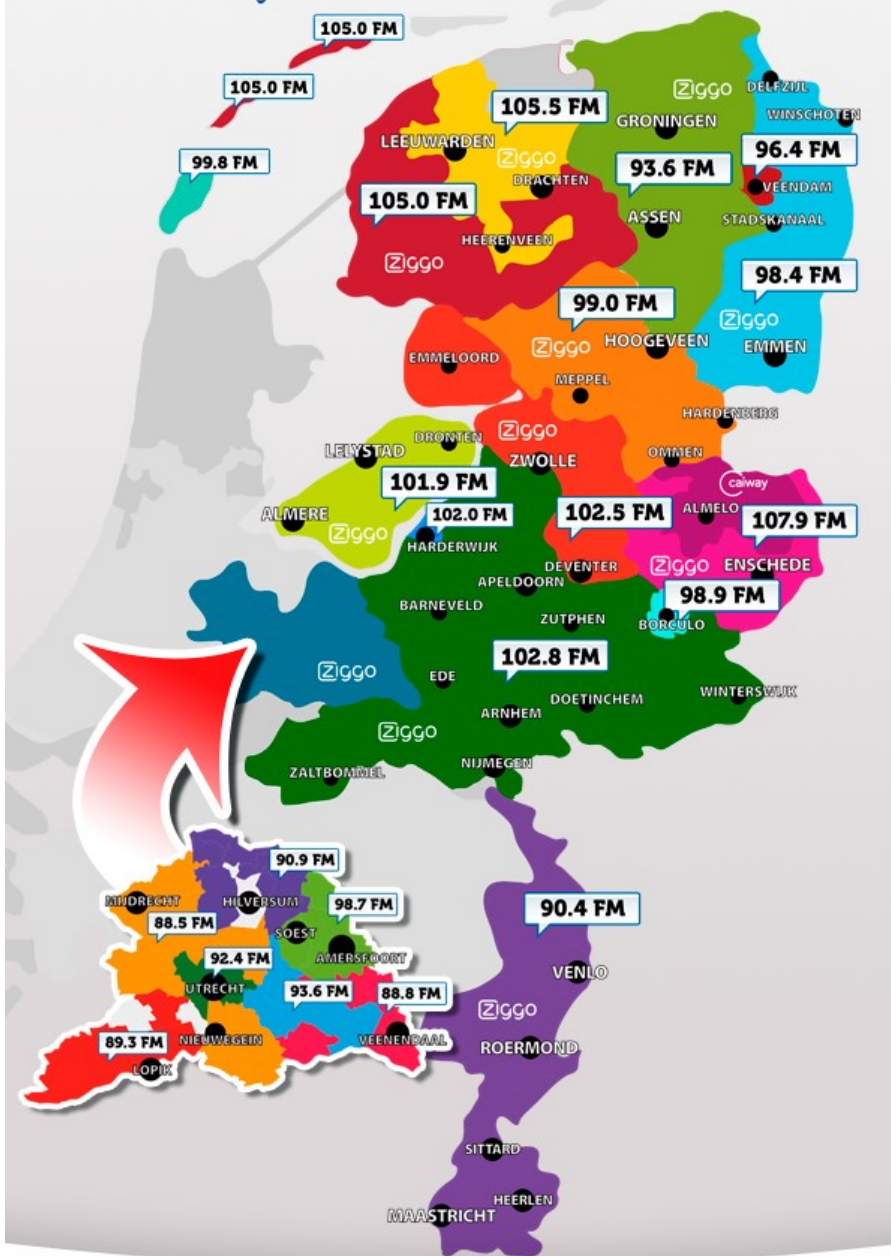 105.0 FM
105.0 FM
99.8 FM
105.5 FM
LEEUWARDEN
ziggo
DRACHTEN
105.0 FM
HEERENVEEN
ziggo
ziggo
GRONINGEN
DELFZIJL
WINSCHOTEN
93.6 FM
96.4 FM
VEENDAM
ASSEN
STADSKANAAL
98.4 FM
ziggo
EMMEN
99.0 FM
ziggo
HOOGEVEEN
EMMELOORD
MEPPEL
HARDENBERG
OMMEN
DRONTEN
LELYSTAD
101.9 FM
ALMERE
ziggo
ziggo
ZWOLLE
102.0 FM
HARDERWIJK
102.5 FM
DEVENTER
caiway
ALMELO
107.9 FM
ziggo
ENSCHEDE
98.9 FM
BORCULO
APELDOORN
BARNEVELD
ZUTPHEN
102.8 FM
ziggo
EDE
DOETINCHEM
WINTERSWIJK
ARNHEM
ziggo
ZALTBOMMEL
NIJMEGEN
90.9 FM
MIJDRECHT
HILVERSUM
98.7 FM
88.5 FM
SOEST
AMERSFOORT
92.4 FM
UTRECHT
93.6 FM
88.8 FM
89.3 FM
NIEUWEGEIN
VEENENDAAL
LOPIK
90.4 FM
VENLO
ziggo
ROERMOND
SITTARD
HEERLEN
MAASTRICHT